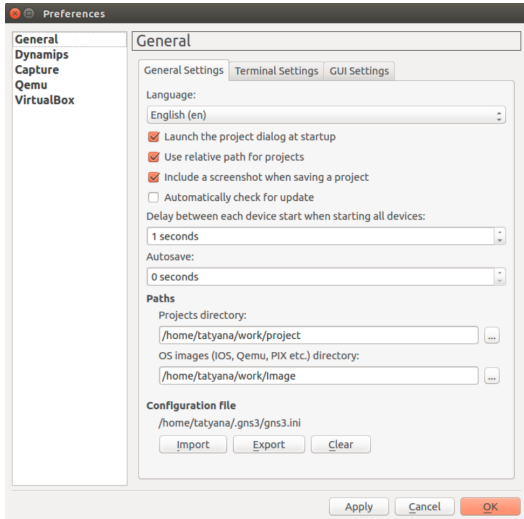 Preferences
General
Dynamips
Capture
Qemu
VirtualBox
General
General Settings Terminal Settings GUI Settings
Language:
English (en)
Launch the project dialog at startup
Use relative path for projects
Include a screenshot when saving a project
Automatically check for update
Delay between each device start when starting all devices:
1 seconds
Autosave:
0 seconds
Paths
Projects directory:
/home/tatyana/work/project
...
OS images (IOS, Qemu, PIX etc.) directory:
/home/tatyana/work/Image
...
Configuration file
/home/tatyana/.gns3/gns3.ini
Import Export Clear
Apply Cancel OK